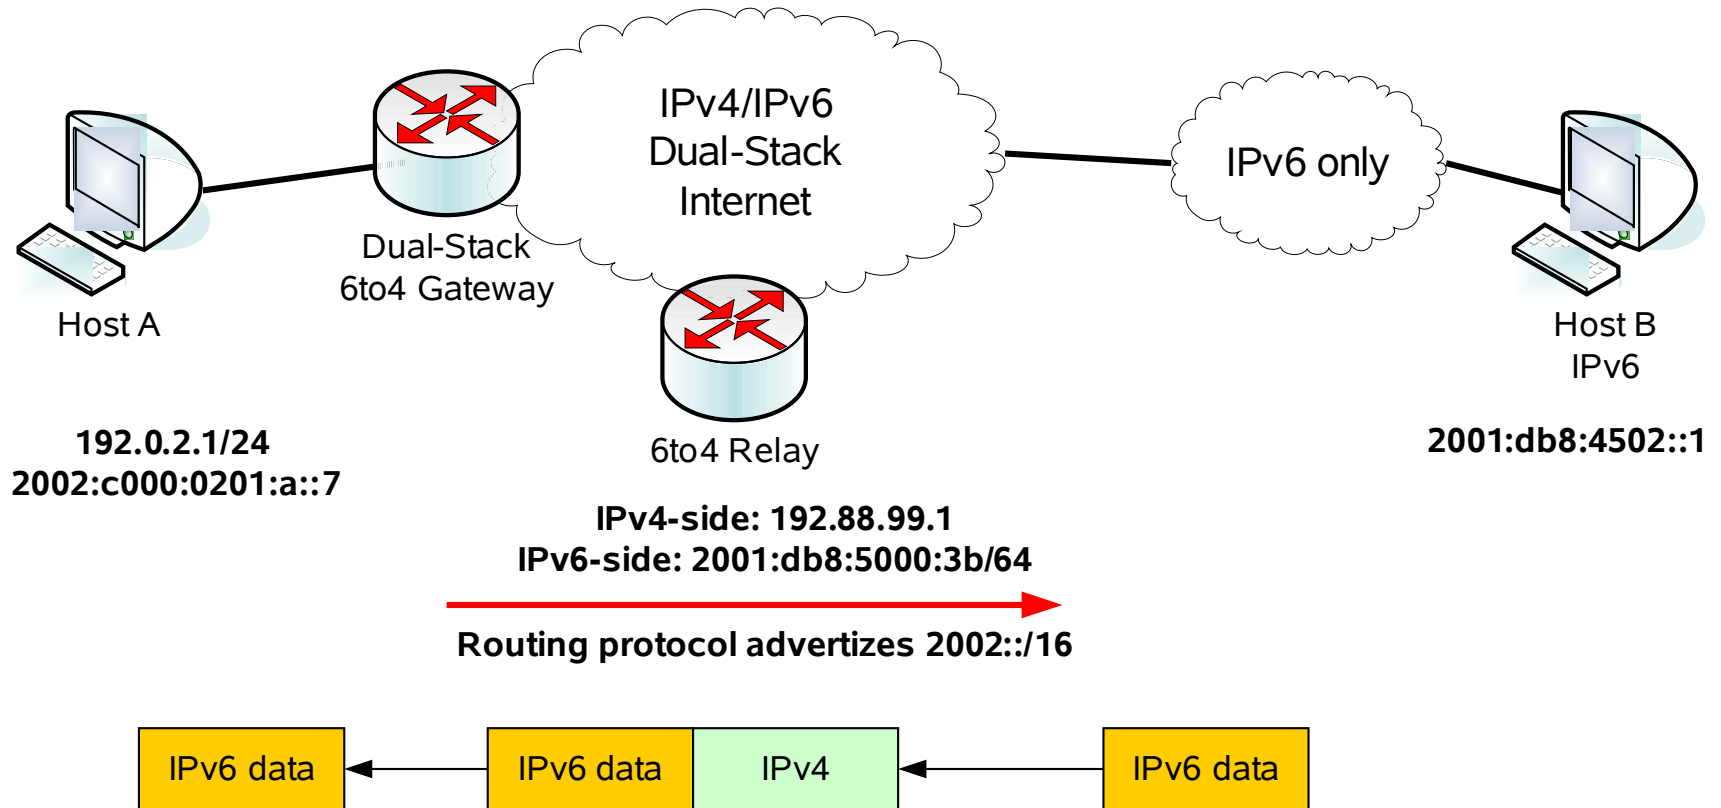 IPv4/IPv6
Dual-Stack
Internet
IPv6 only
Dual-Stack
6to4 Gateway
Host A
Host B
IPv6
192.0.2.1/24
2002:c000:0201:a::7
6to4 Relay
2001:db8:4502::1
IPv4-side: 192.88.99.1
IPv6-side: 2001:db8:5000:3b/64
Routing protocol advertizes 2002::/16
IPv6 data
IPv6 data
IPv4
IPv6 data